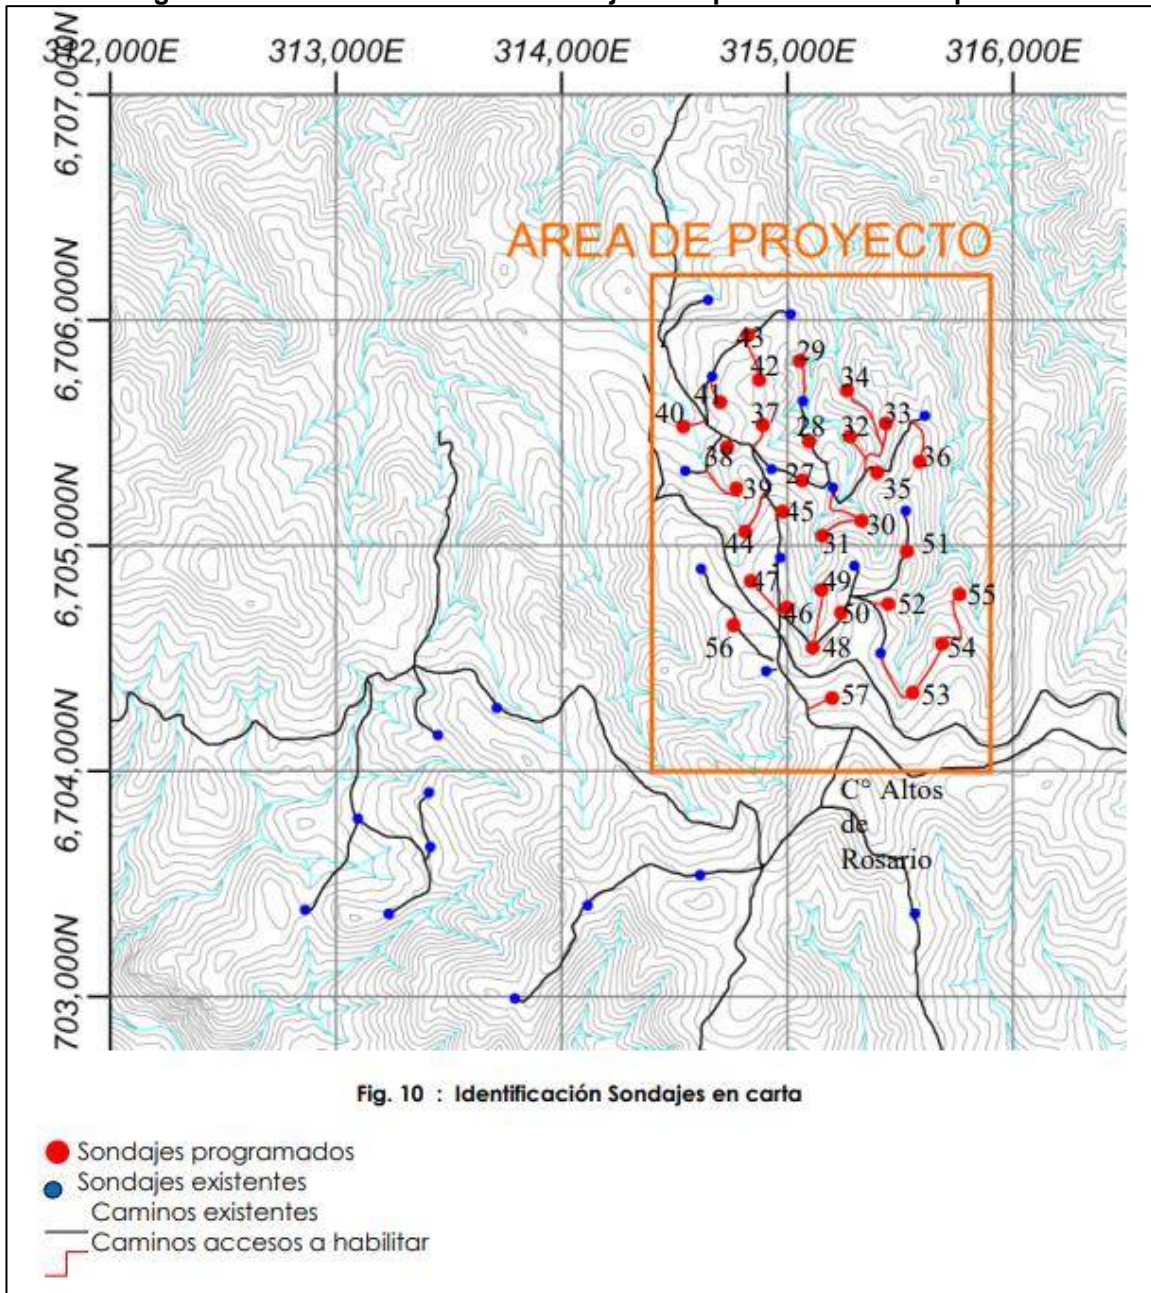 312,000E 313,000E 314,000E 315,000E 316,000E
6,707,000N
AREA DE PROYECTO
6,706,000N
43 29
42 34
41
40 37 28 32 33
38 27 36
39 35
45 30
6,705,000N
44 31 51
47 49 55
46 50 52
56 48 54
57 53
6,704,000N
C° Altos
de
Rosario
703,000N
Fig. 10 : Identificación Sondajes en carta
Sondajes programados
Sondajes existentes
Caminos existentes
Caminos accesos a habilitar